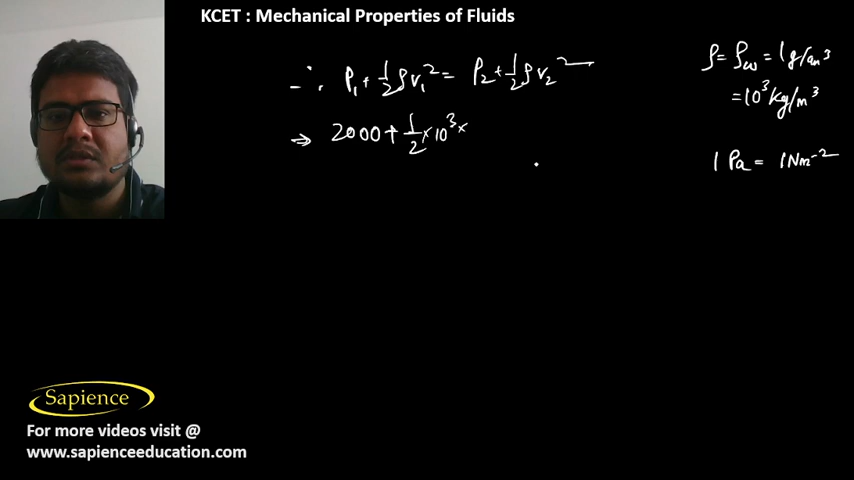 KCET : Mechanical Properties of Fluids
∴ P₁ + ½ρv₁² = P₂ + ½ρv₂²
⇒ 2000 + ½ × 10³ ×
ρ = ρw = 1 g/cm³
= 10³ kg/m³
1 Pa = 1 Nm⁻²
Sapience
For more videos visit @
www.sapienceeducation.com